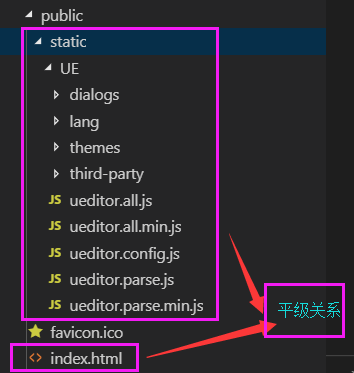 public
static
UE
dialogs
lang
themes
third-party
JS ueditor.all.js
JS ueditor.all.min.js
JS ueditor.config.js
JS ueditor.parse.js
JS ueditor.parse.min.js
favicon.ico
<> index.html
平级关系